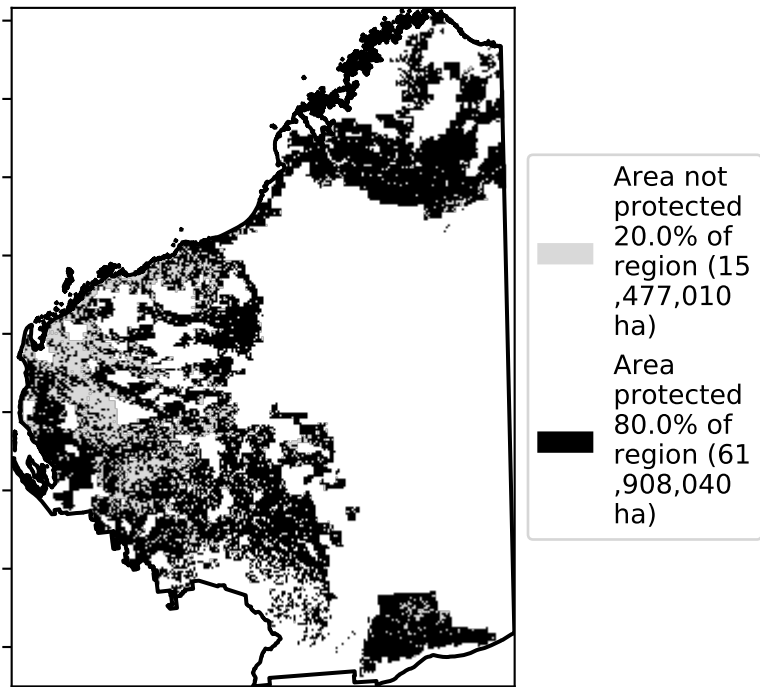 Area not
protected
20.0% of
region (15
,477,010
ha)
Area
protected
80.0% of
region (61
,908,040
ha)